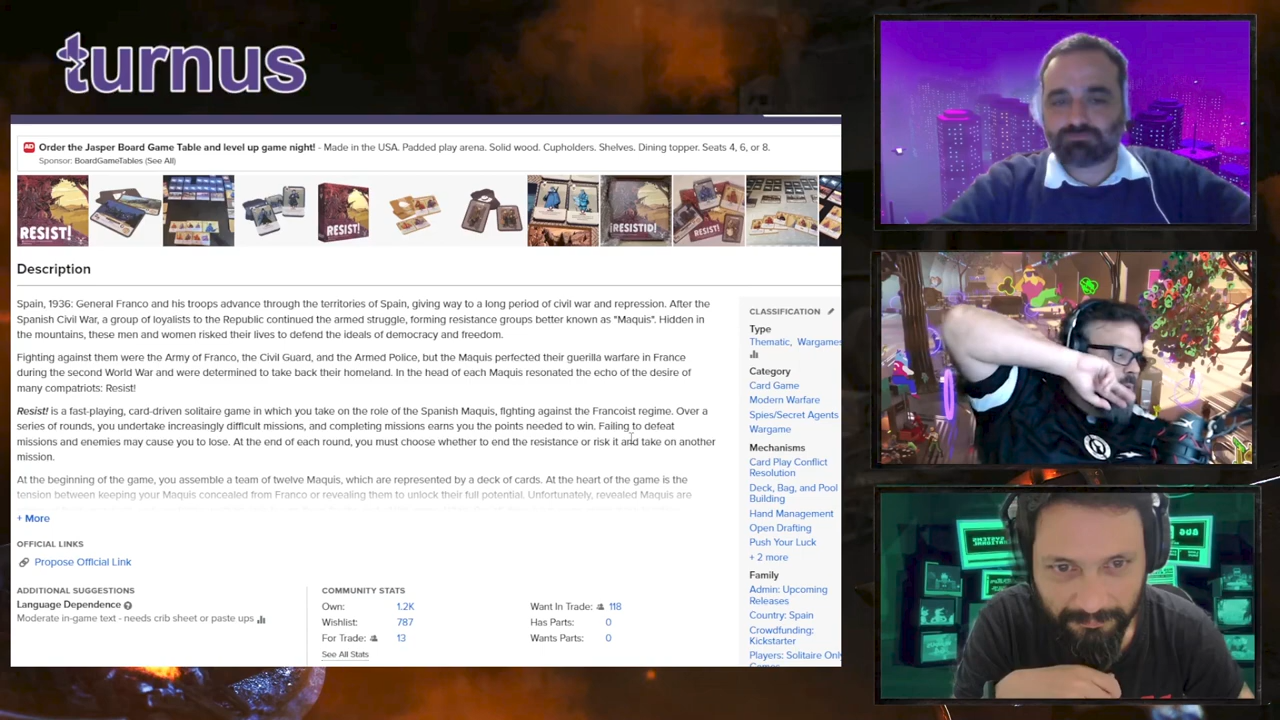 turnus
AD Order the Jasper Board Game Table and level up game night! - Made in the USA. Padded play arena. Solid wood. Cupholders. Shelves. Dining topper. Seats 4, 6, or 8.
Sponsor: BoardGameTables (See All)
RESIST!
RESIST!
RESISTID!
RESIST!
Description
Spain, 1936: General Franco and his troops advance through the territories of Spain, giving way to a long period of civil war and repression. After the
Spanish Civil War, a group of loyalists to the Republic continued the armed struggle, forming resistance groups better known as "Maquis". Hidden in
the mountains, these men and women risked their lives to defend the ideals of democracy and freedom.
Fighting against them were the Army of Franco, the Civil Guard, and the Armed Police, but the Maquis perfected their guerilla warfare in France
during the second World War and were determined to take back their homeland. In the head of each Maquis resonated the echo of the desire of
many compatriots: Resist!
Resist! is a fast-playing, card-driven solitaire game in which you take on the role of the Spanish Maquis, fighting against the Francoist regime. Over a
series of rounds, you undertake increasingly difficult missions, and completing missions earns you the points needed to win. Failing to defeat
missions and enemies may cause you to lose. At the end of each round, you must choose whether to end the resistance or risk it and take on another
mission.
At the beginning of the game, you assemble a team of twelve Maquis, which are represented by a deck of cards. At the heart of the game is the
tension between keeping your Maquis concealed from Franco or revealing them to unlock their full potential. Unfortunately, revealed Maquis are
+ More
OFFICIAL LINKS
Propose Official Link
ADDITIONAL SUGGESTIONS
Language Dependence
Moderate in-game text - needs crib sheet or paste ups
COMMUNITY STATS
Own: 1.2K
Wishlist: 787
For Trade: 13
See All Stats
Want In Trade: 118
Has Parts: 0
Wants Parts: 0
CLASSIFICATION
Type
Thematic, Wargames
Category
Card Game
Modern Warfare
Spies/Secret Agents
Wargame
Mechanisms
Card Play Conflict
Resolution
Deck, Bag, and Pool
Building
Hand Management
Open Drafting
Push Your Luck
+ 2 more
Family
Admin: Upcoming
Releases
Country: Spain
Crowdfunding:
Kickstarter
Players: Solitaire Only